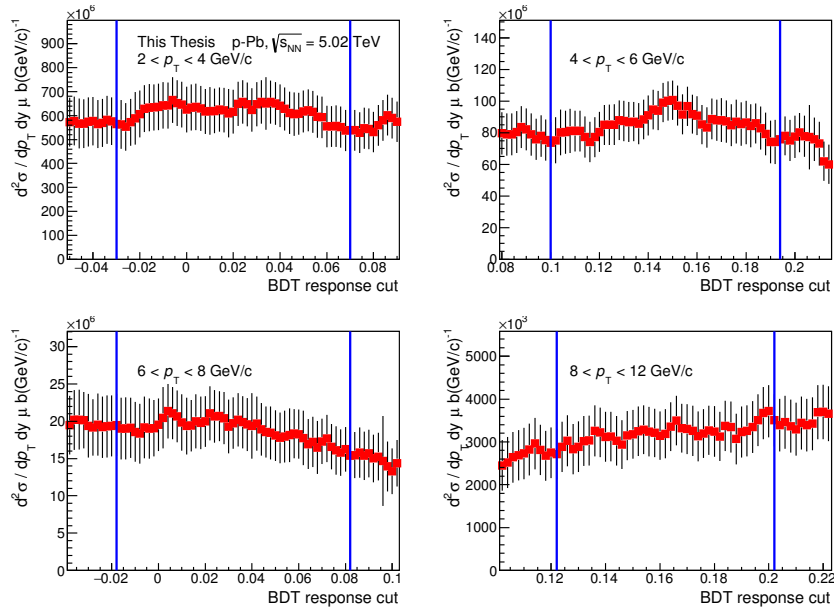 ×10⁶
This Thesis p-Pb, √s_NN = 5.02 TeV
2 < p_T < 4 GeV/c
d²σ / dp_T dy μ b(GeV/c)⁻¹
900
800
700
600
500
400
300
200
100
0
−0.04 −0.02 0 0.02 0.04 0.06 0.08
BDT response cut
×10⁶
4 < p_T < 6 GeV/c
d²σ / dp_T dy μ b(GeV/c)⁻¹
140
120
100
80
60
40
20
0
0.08 0.1 0.12 0.14 0.16 0.18 0.2
BDT response cut
×10⁶
6 < p_T < 8 GeV/c
d²σ / dp_T dy μ b(GeV/c)⁻¹
30
25
20
15
10
5
0
−0.02 0 0.02 0.04 0.06 0.08 0.1
BDT response cut
×10³
8 < p_T < 12 GeV/c
d²σ / dp_T dy μ b(GeV/c)⁻¹
5000
4000
3000
2000
1000
0
0.12 0.14 0.16 0.18 0.2 0.22
BDT response cut